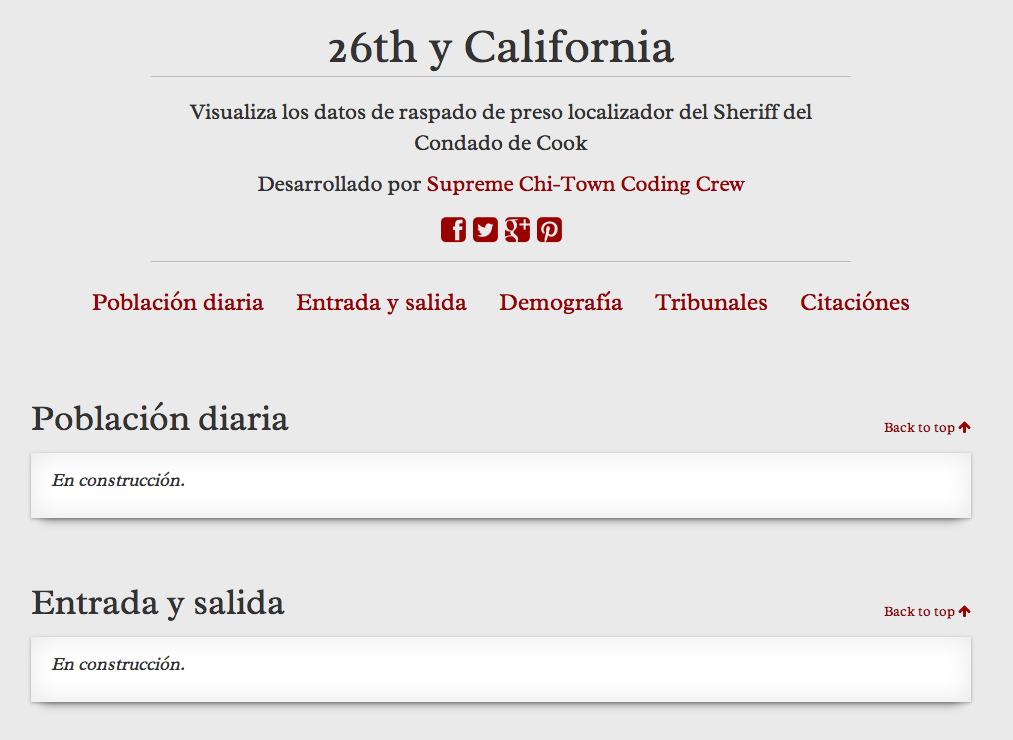 26th y California
Visualiza los datos de raspado de preso localizador del Sheriff del
Condado de Cook
Desarrollado por Supreme Chi-Town Coding Crew
Población diaria Entrada y salida Demografía Tribunales Citaciónes
Población diaria
Back to top
En construcción.
Entrada y salida
Back to top
En construcción.